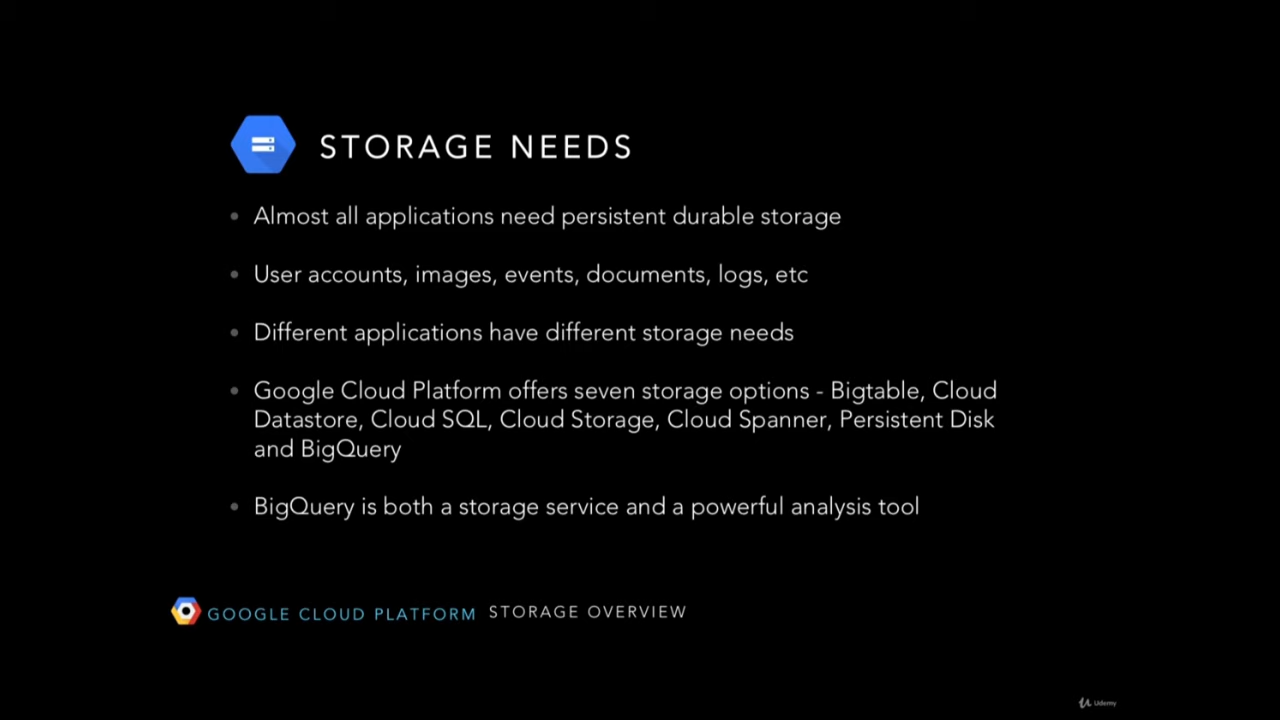 STORAGE NEEDS
• Almost all applications need persistent durable storage
• User accounts, images, events, documents, logs, etc
• Different applications have different storage needs
• Google Cloud Platform offers seven storage options - Bigtable, Cloud
Datastore, Cloud SQL, Cloud Storage, Cloud Spanner, Persistent Disk
and BigQuery
• BigQuery is both a storage service and a powerful analysis tool
GOOGLE CLOUD PLATFORM STORAGE OVERVIEW
Udemy